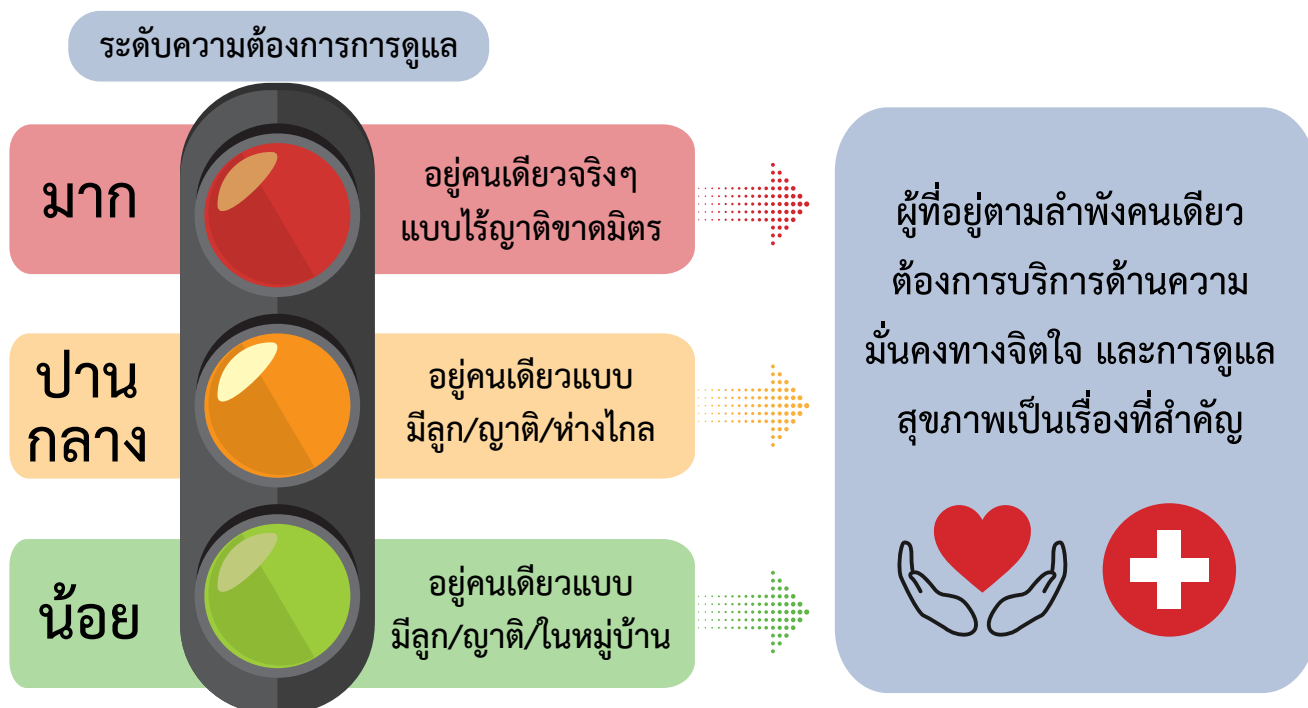 ระดับความต้องการการดูแล
มาก
อยู่คนเดียวจริงๆ
แบบไร้ญาติขาดมิตร
ปาน
กลาง
อยู่คนเดียวแบบ
มีลูก/ญาติ/ห่างไกล
น้อย
อยู่คนเดียวแบบ
มีลูก/ญาติ/ในหมู่บ้าน
ผู้ที่อยู่ตามลำพังคนเดียว
ต้องการบริการด้านความ
มั่นคงทางจิตใจ และการดูแล
สุขภาพเป็นเรื่องที่สำคัญ